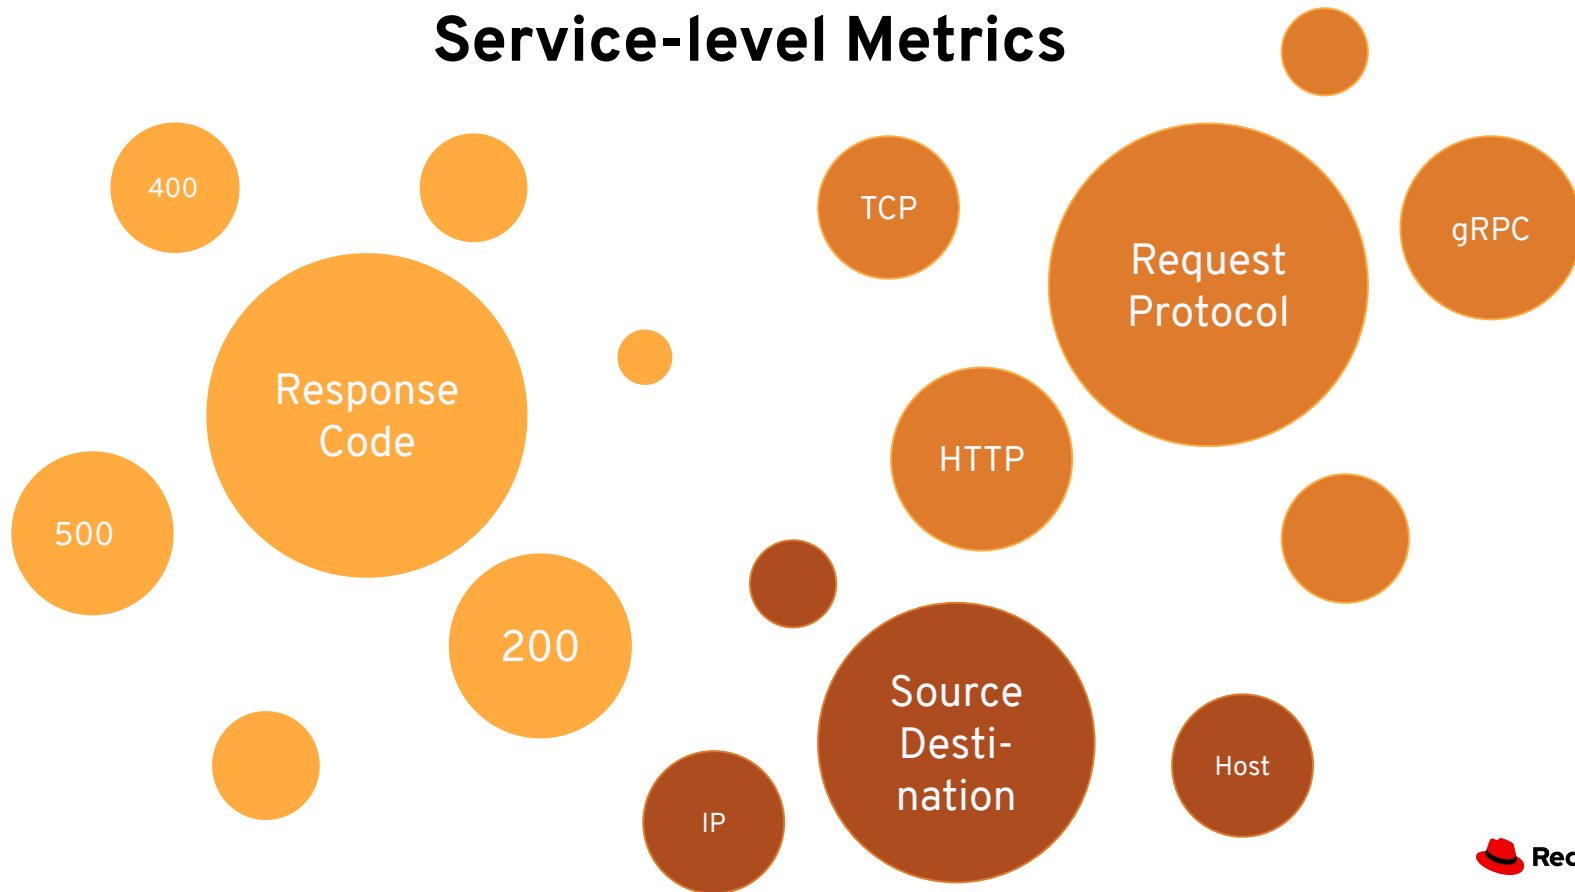 Service-level Metrics
400
Response
Code
500
200
TCP
Request
Protocol
gRPC
HTTP
Source
Desti-
nation
IP
Host